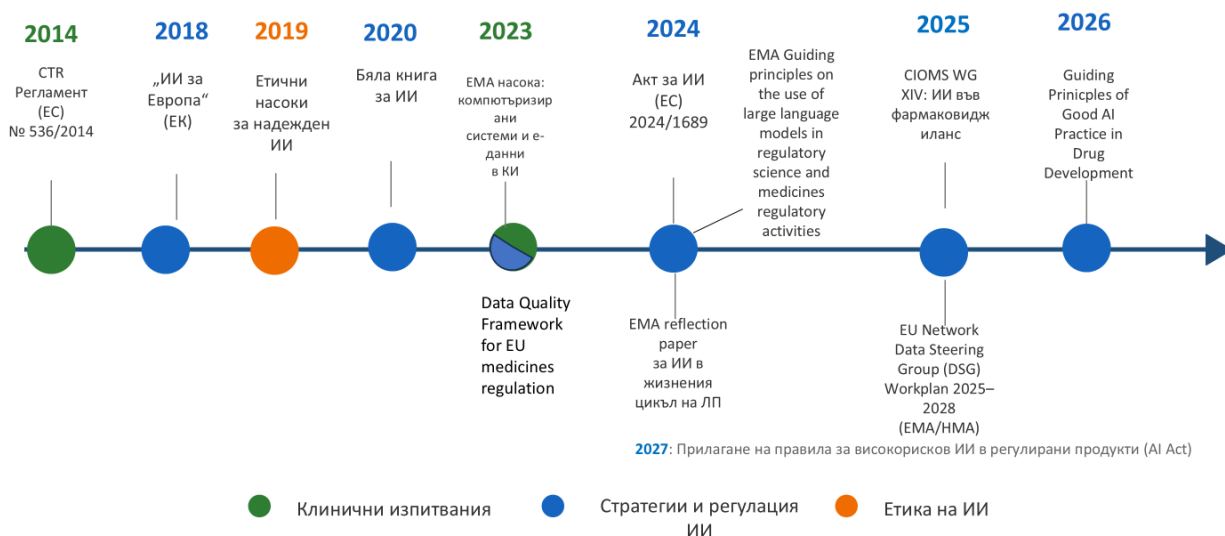 2014
CTR
Регламент
(ЕС)
№ 536/2014
2018
„ИИ за
Европа“
(ЕК)
2019
Етични
насоки
за надежден
ИИ
2020
Бяла книга
за ИИ
2023
ЕМА насока:
компютъризир
ани
системи и е-
данни
в КИ
Data Quality
Framework
for EU
medicines
regulation
2024
Акт за ИИ
(ЕС)
2024/1689
EMA Guiding
principles on
the use of
large language
models in
regulatory
science and
medicines
regulatory
activities
EMA reflection
paper
за ИИ в
жизнения
цикъл на ЛП
2025
CIOMS WG
XIV: ИИ във
фармаковидж
иланс
EU Network
Data Steering
Group (DSG)
Workplan 2025–
2028
(EMA/HMA)
2026
Guiding
Prinicples of
Good AI
Practice in
Drug
Development
2027: Прилагане на правила за високорисков ИИ в регулирани продукти (AI Act)
Клинични изпитвания
Стратегии и регулация
ИИ
Етика на ИИ